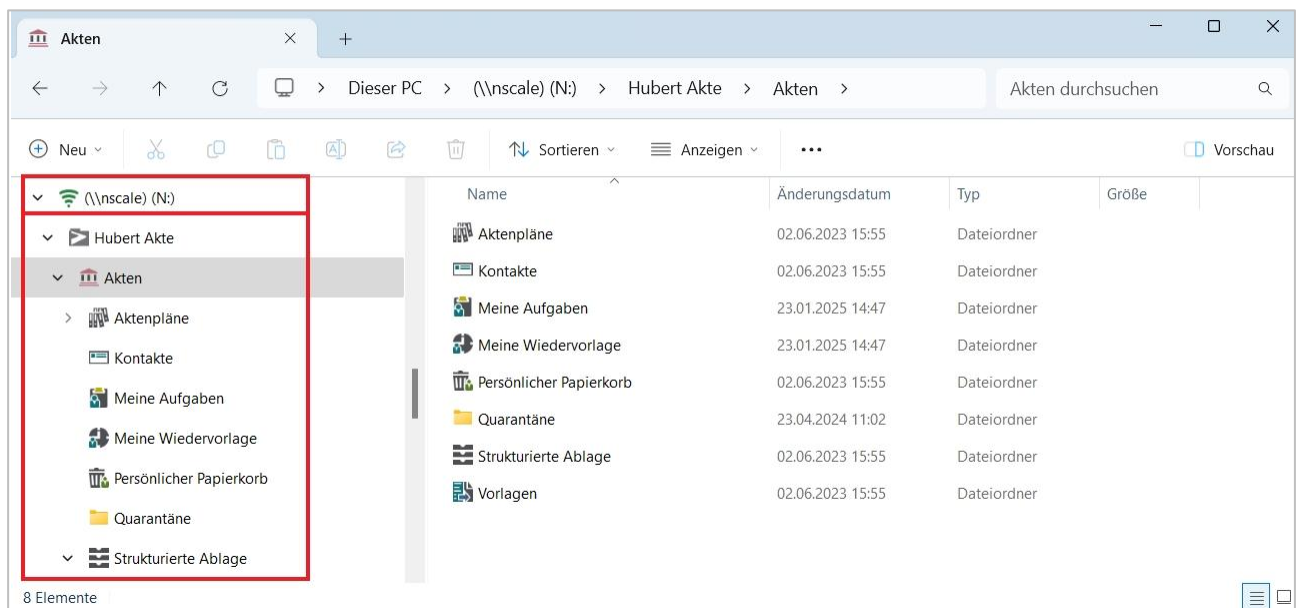 Akten
Dieser PC > (\\nscale) (N:) > Hubert Akte > Akten >
Akten durchsuchen
Neu
Sortieren
Anzeigen
Vorschau
(\\nscale) (N:)
Hubert Akte
Akten
Aktenpläne
Kontakte
Meine Aufgaben
Meine Wiedervorlage
Persönlicher Papierkorb
Quarantäne
Strukturierte Ablage
Name Änderungsdatum Typ Größe
Aktenpläne 02.06.2023 15:55 Dateiordner
Kontakte 02.06.2023 15:55 Dateiordner
Meine Aufgaben 23.01.2025 14:47 Dateiordner
Meine Wiedervorlage 23.01.2025 14:47 Dateiordner
Persönlicher Papierkorb 02.06.2023 15:55 Dateiordner
Quarantäne 23.04.2024 11:02 Dateiordner
Strukturierte Ablage 02.06.2023 15:55 Dateiordner
Vorlagen 02.06.2023 15:55 Dateiordner
8 Elemente